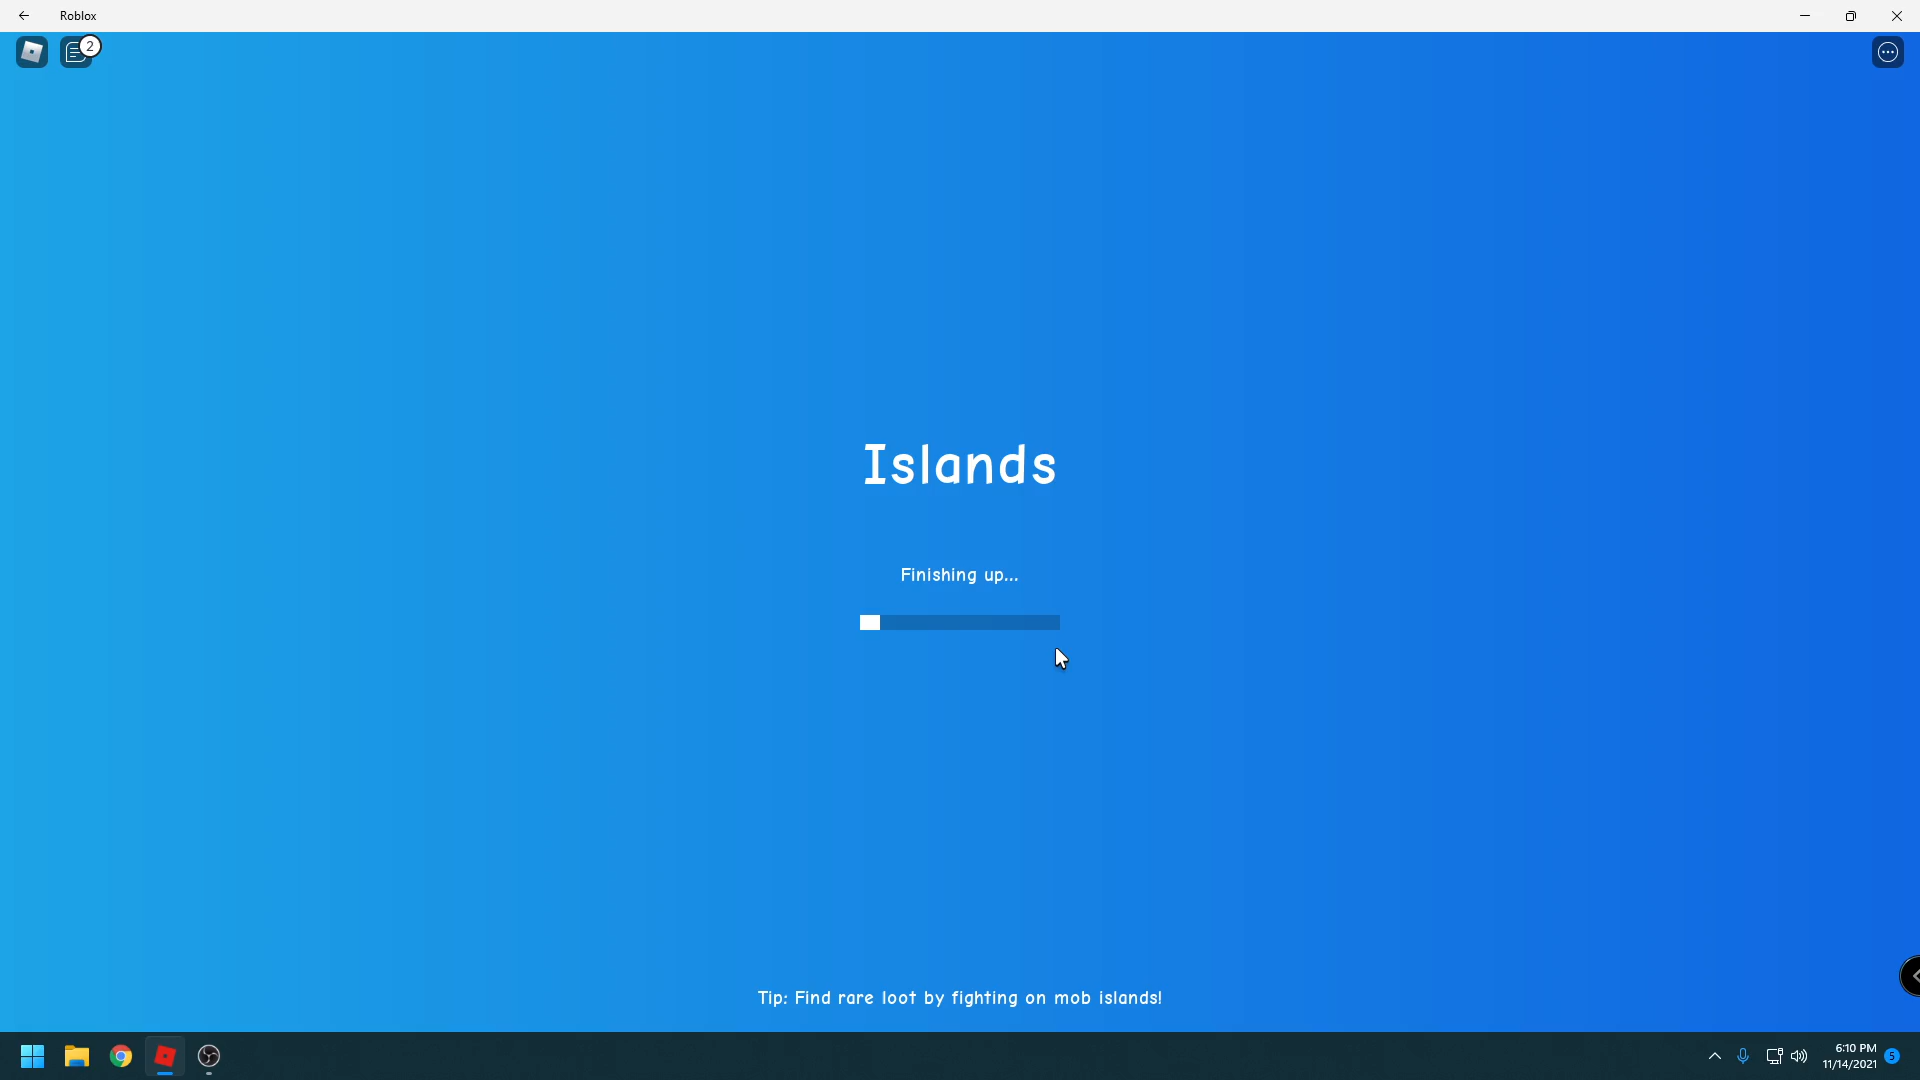 Roblox
2
Islands
Finishing up...
Tip: Find rare loot by fighting on mob islands!
6:10 PM
11/14/2021
5